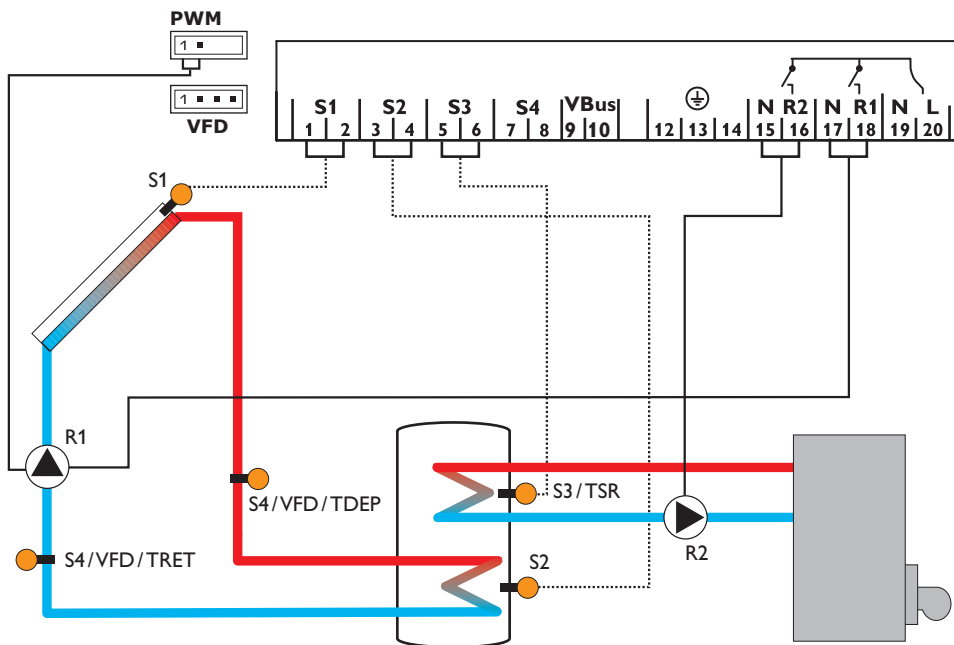 PWM
1
1
VFD
S1 S2 S3 S4 VBus N R2 N R1 N L
1 2 3 4 5 6 7 8 9 10 12 13 14 15 16 17 18 19 20
S1
R1
S4/VFD/TDEP
S3/TSR
R2
S4/VFD/TRET
S2